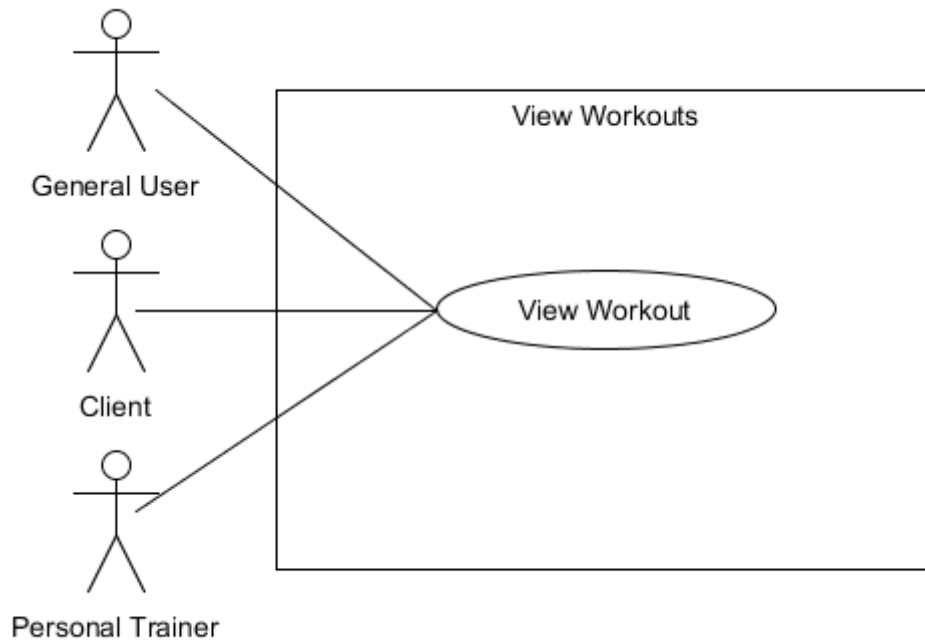 View Workouts
General User
View Workout
Client
Personal Trainer